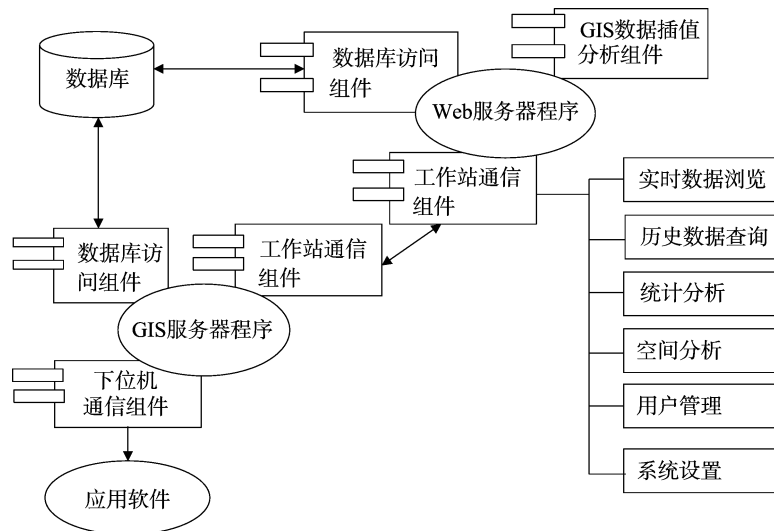 数据库
数据库访问
组件
GIS数据插值
分析组件
Web服务器程序
工作站通信
组件
实时数据浏览
历史数据查询
统计分析
空间分析
用户管理
系统设置
数据库访
问组件
工作站通信
组件
GIS服务器程序
下位机
通信组件
应用软件